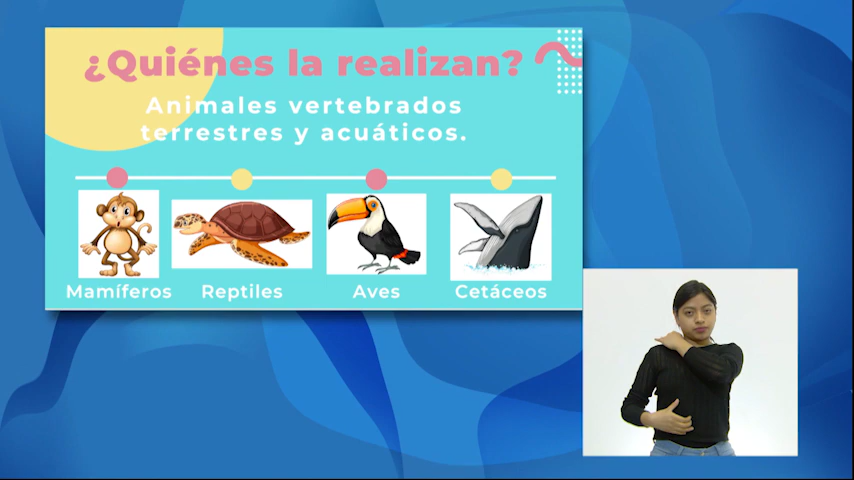 ¿Quiénes la realizan?
Animales vertebrados
terrestres y acuáticos.
Mamíferos Reptiles Aves Cetáceos